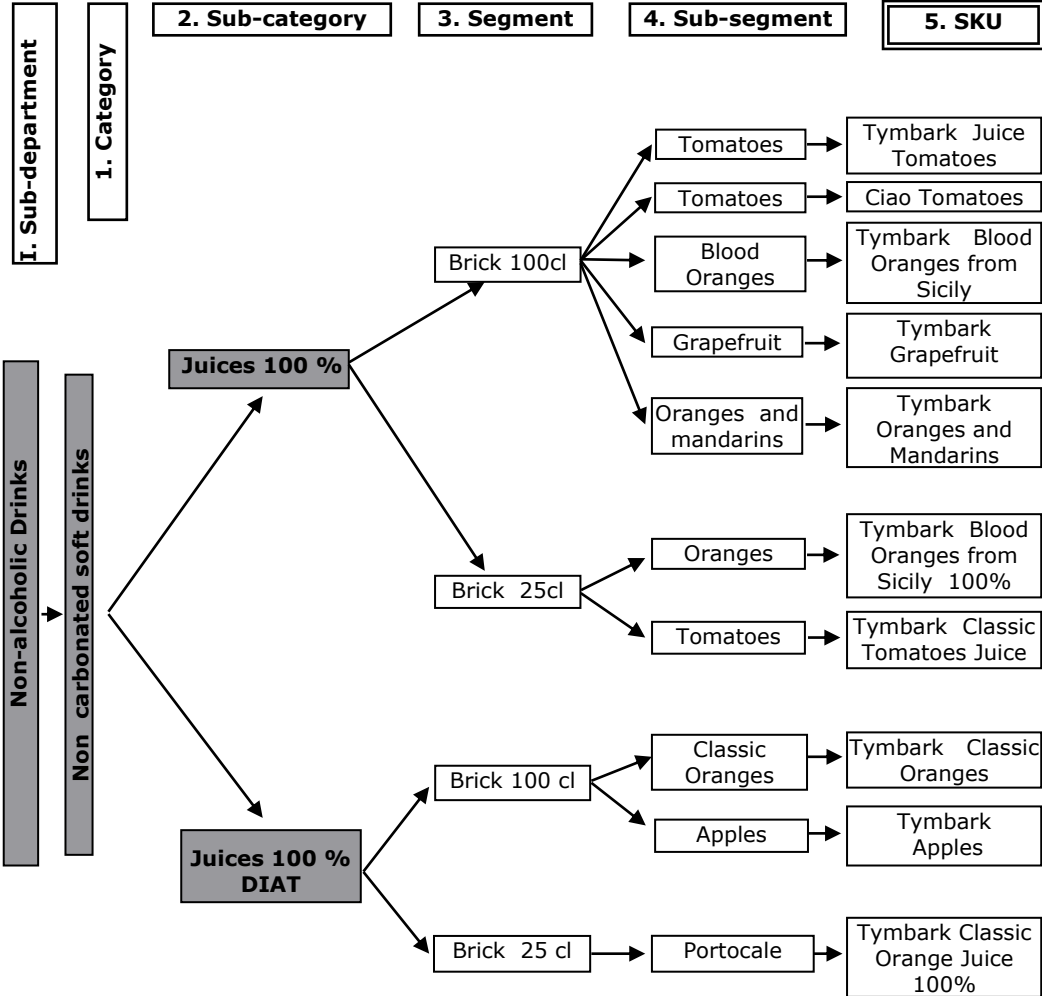 I. Sub-department
1. Category
2. Sub-category
3. Segment
4. Sub-segment
5. SKU
Non-alcoholic Drinks
Non carbonated soft drinks
Juices 100 %
Brick 100cl
Tomatoes
Tymbark Juice
Tomatoes
Tomatoes
Ciao Tomatoes
Blood
Oranges
Tymbark Blood
Oranges from
Sicily
Grapefruit
Tymbark
Grapefruit
Oranges and
mandarins
Tymbark
Oranges and
Mandarins
Brick 25cl
Oranges
Tymbark Blood
Oranges from
Sicily 100%
Tomatoes
Tymbark Classic
Tomatoes Juice
Juices 100 %
DIAT
Brick 100 cl
Classic
Oranges
Tymbark Classic
Oranges
Apples
Tymbark
Apples
Brick 25 cl
Portocale
Tymbark Classic
Orange Juice
100%